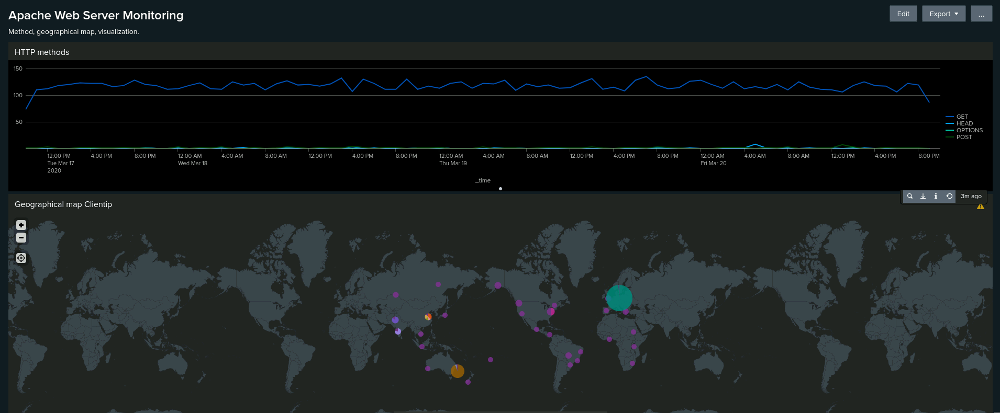 Apache Web Server Monitoring
Edit
Export
...
Method, geographical map, visualization.
HTTP methods
150
100
50
GET
HEAD
OPTIONS
POST
12:00 PM 4:00 PM 8:00 PM 12:00 AM 4:00 AM 8:00 AM 12:00 PM 4:00 PM 8:00 PM 12:00 AM 4:00 AM 8:00 AM 12:00 PM 4:00 PM 8:00 PM 12:00 AM 4:00 AM 8:00 AM 12:00 PM 4:00 PM 8:00 PM
Tue Mar 17 Wed Mar 18 Thu Mar 19 Fri Mar 20
2020
_time
3m ago
Geographical map Clientip